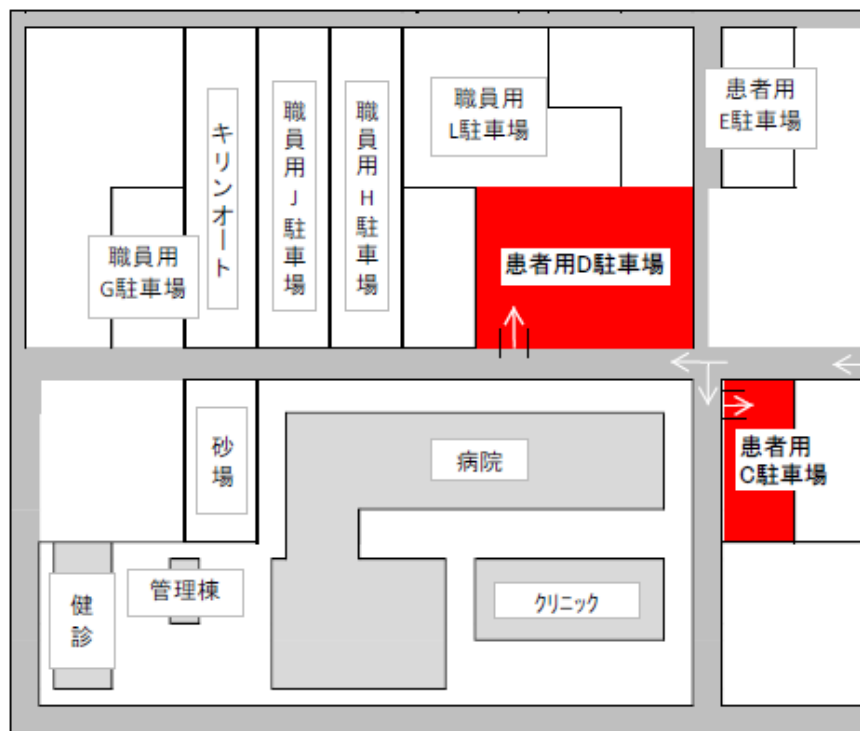 キリンオート
職員用J駐車場
職員用H駐車場
職員用
L駐車場
患者用
E駐車場
職員用
G駐車場
患者用D駐車場
砂場
病院
患者用
C駐車場
健診
管理棟
クリニック